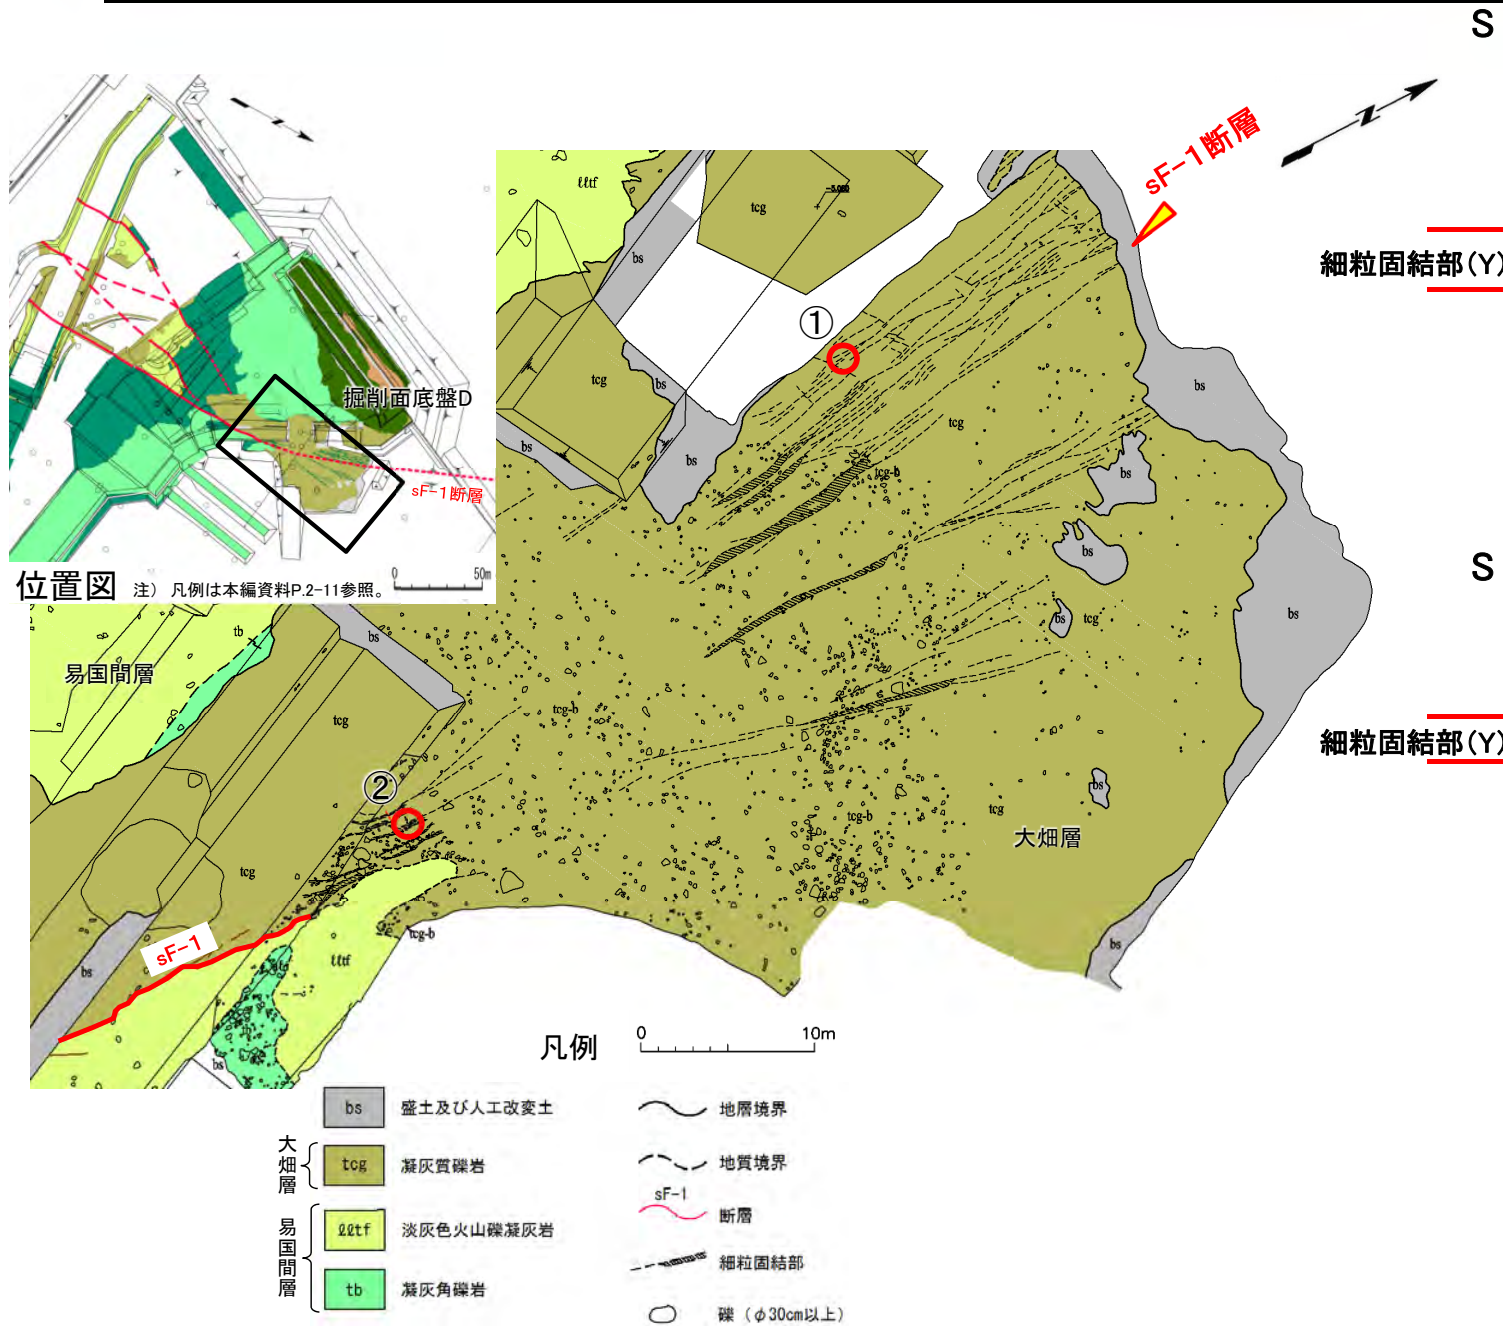 S
sF-1断層
N
細粒固結部(Y)
S
細粒固結部(Y)
N
掘削面底盤D
sF-1断層
位置図
注) 凡例は本編資料P.2-11参照。
0 50m
ℓℓtf
tcg
-5.080
bs
①
tcg
bs
bs
bs
bs
tcg
tcg-b
bs
bs
bs
tcg
bs
tb
bs
易国間層
tcg
tcg-b
②
bs
tcg
tcg-b
大畑層
tcg
sF-1
tcg-b
bs
ℓℓtf
bs
tb
bs
凡例
0 10m
bs 盛土及び人工改変土
大畑層
tcg 凝灰質礫岩
易国間層
ℓℓtf 淡灰色火山礫凝灰岩
tb 凝灰角礫岩
地層境界
地質境界
sF-1
断層
細粒固結部
礫 (φ30cm以上)